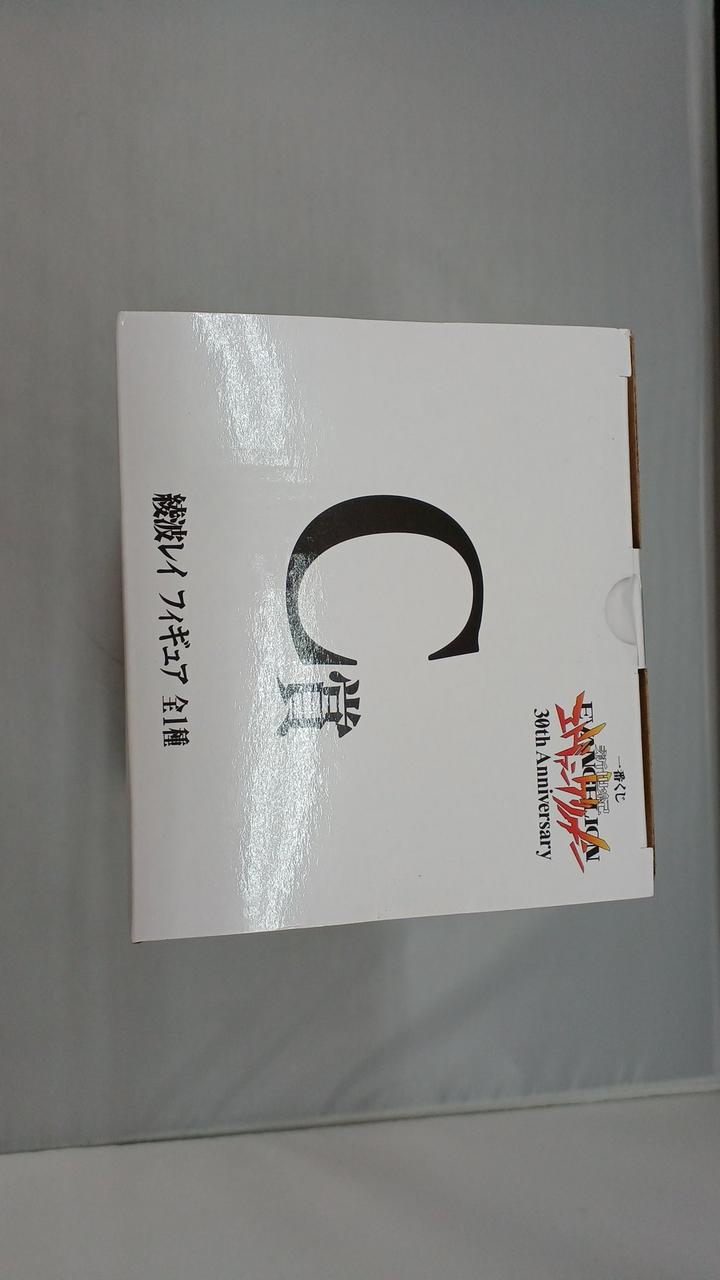 一番くじ
新世紀
エヴァンゲリオン
EVANGELION
30th Anniversary
C賞
綾波レイ フィギュア 全1種